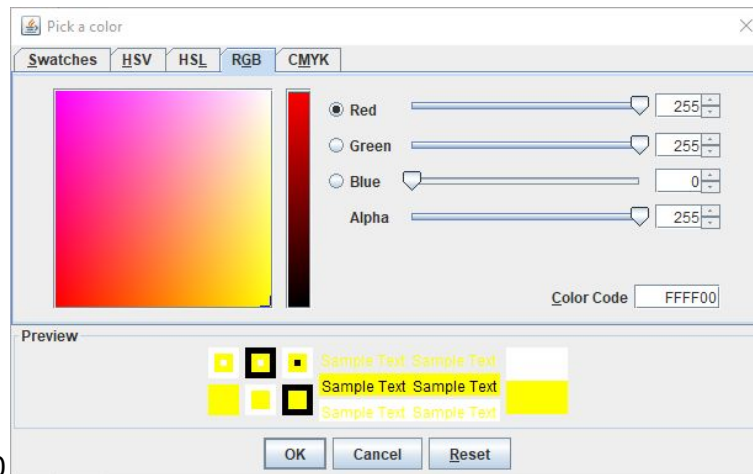 Pick a color
Swatches HSV HSL RGB CMYK
Red 255
Green 255
Blue 0
Alpha 255
Color Code FFFF00
Preview
Sample Text Sample Text
Sample Text Sample Text
Sample Text Sample Text
OK Cancel Reset